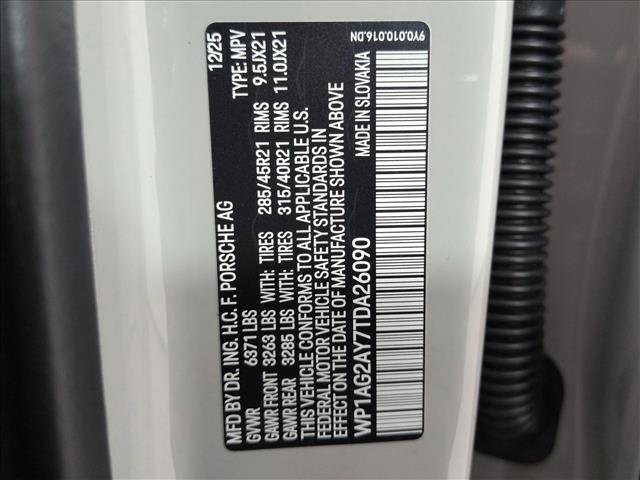 MFD BY DR. ING. H.C. F. PORSCHE AG 12/25
GVWR 6371 LBS TYPE: MPV
GAWR FRONT 3263 LBS WITH: TIRES 285/45R21 RIMS 9.5JX21
GAWR REAR 3285 LBS WITH: TIRES 315/40R21 RIMS 11.0JX21
THIS VEHICLE CONFORMS TO ALL APPLICABLE U.S.
FEDERAL MOTOR VEHICLE SAFETY STANDARDS IN
EFFECT ON THE DATE OF MANUFACTURE SHOWN ABOVE
WP1AG2AY7TDA26090 MADE IN SLOVAKIA
9Y0.010.016.DN